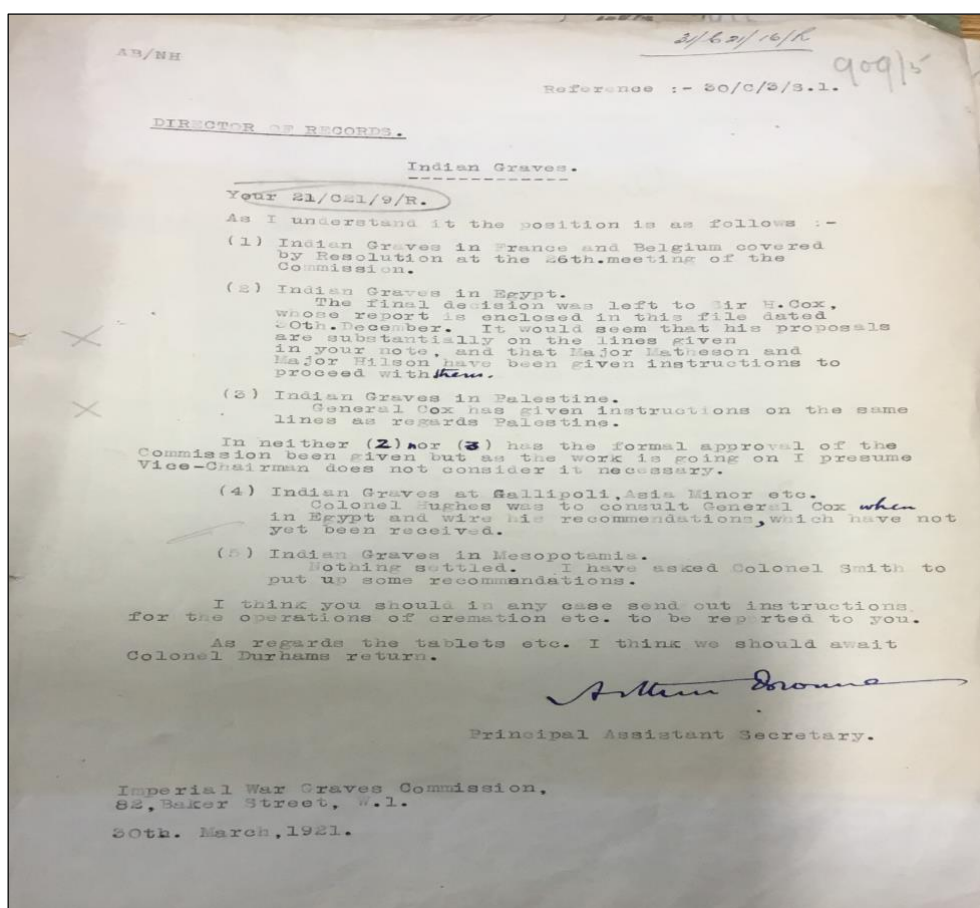 AB/NH
909/5
Reference :- 30/C/3/S.1.
DIRECTOR OF RECORDS.
Indian Graves.
Your 21/C21/9/R.
As I understand it the position is as follows :-
(1) Indian Graves in France and Belgium covered
by Resolution at the 26th.meeting of the
Commission.
(2) Indian Graves in Egypt.
The final decision was left to Sir H.Cox,
whose report is enclosed in this file dated
30th.December. It would seem that his proposals
are substantially on the lines given
in your note, and that Major Matheson and
Major Hilson have been given instructions to
proceed with them.
(3) Indian Graves in Palestine.
General Cox has given instructions on the same
lines as regards Palestine.
In neither (2) nor (3) has the formal approval of the
Commission been given but as the work is going on I presume
Vice-Chairman does not consider it necessary.
(4) Indian Graves at Gallipoli,Asia Minor etc.
Colonel Hughes was to consult General Cox when
in Egypt and wire his recommendations, which have not
yet been received.
(5) Indian Graves in Mesopotamia.
Nothing settled. I have asked Colonel Smith to
put up some recommendations.
I think you should in any case send out instructions
for the operations of cremation etc. to be reported to you.
As regards the tablets etc. I think we should await
Colonel Durhams return.
Arthur Browne
Principal Assistant Secretary.
Imperial War Graves Commission,
82,Baker Street, W.1.
30th. March,1921.